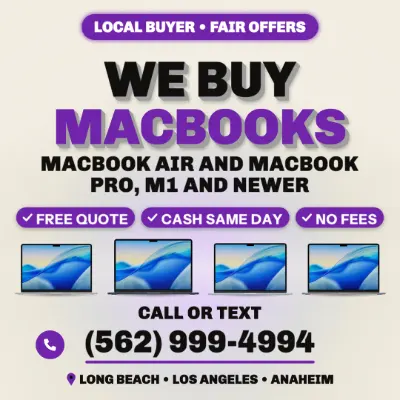 LOCAL BUYER • FAIR OFFERS
WE BUY
MACBOOKS
MACBOOK AIR AND MACBOOK
PRO, M1 AND NEWER
FREE QUOTE
CASH SAME DAY
NO FEES
CALL OR TEXT
(562) 999-4994
LONG BEACH • LOS ANGELES • ANAHEIM